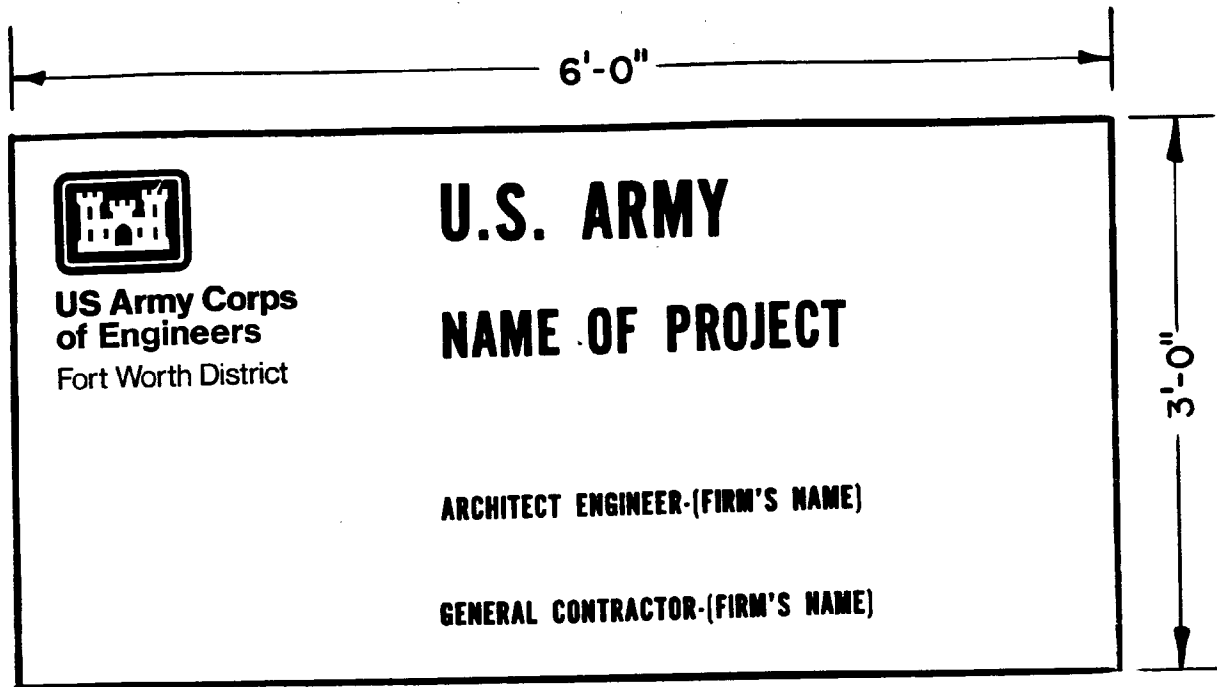 6'-0"
U.S. ARMY
US Army Corps
of Engineers
Fort Worth District
NAME OF PROJECT
3'-0"
ARCHITECT ENGINEER-(FIRM'S NAME)
GENERAL CONTRACTOR-(FIRM'S NAME)